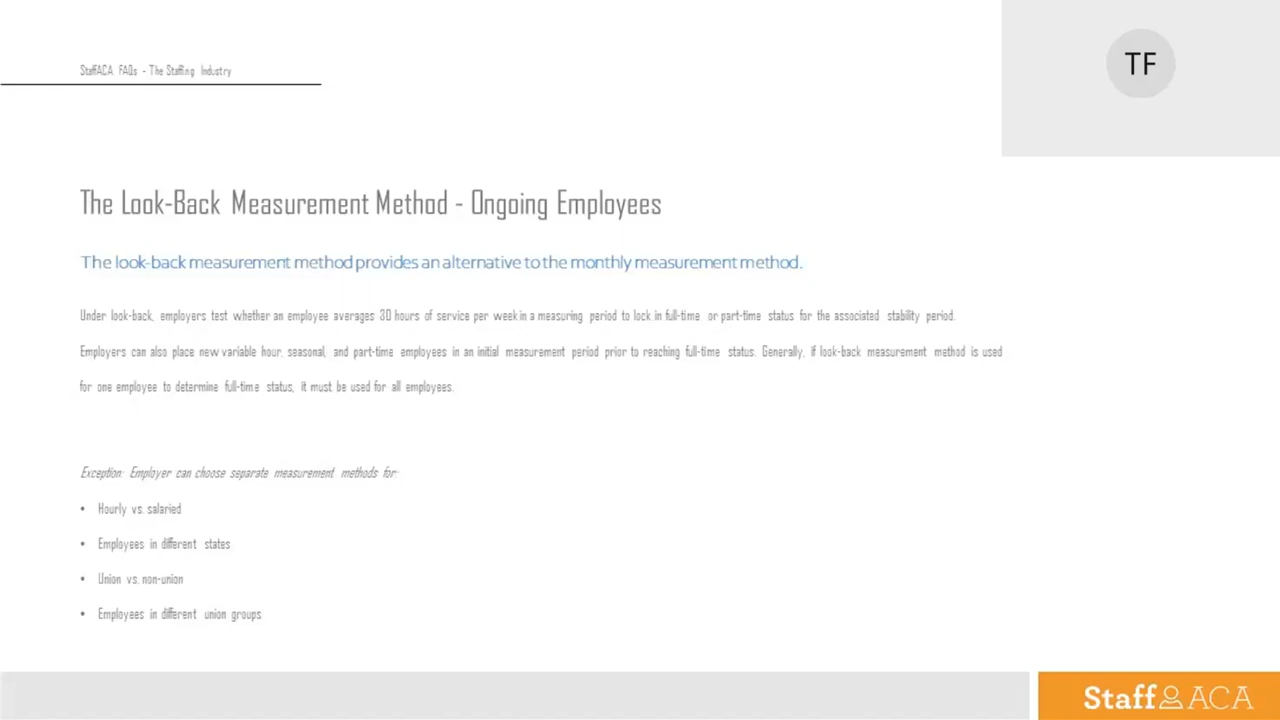 StaffACA FAQs - The Staffing Industry
TF
The Look-Back Measurement Method - Ongoing Employees
The look-back measurement method provides an alternative to the monthly measurement method.
Under look-back, employers test whether an employee averages 30 hours of service per week in a measuring period to lock in full-time or part-time status for the associated stability period.
Employers can also place new variable hour, seasonal, and part-time employees in an initial measurement period prior to reaching full-time status. Generally, if look-back measurement method is used
for one employee to determine full-time status, it must be used for all employees.
Exception: Employer can choose separate measurement methods for:
• Hourly vs. salaried
• Employees in different states
• Union vs. non-union
• Employees in different union groups
Staff ACA